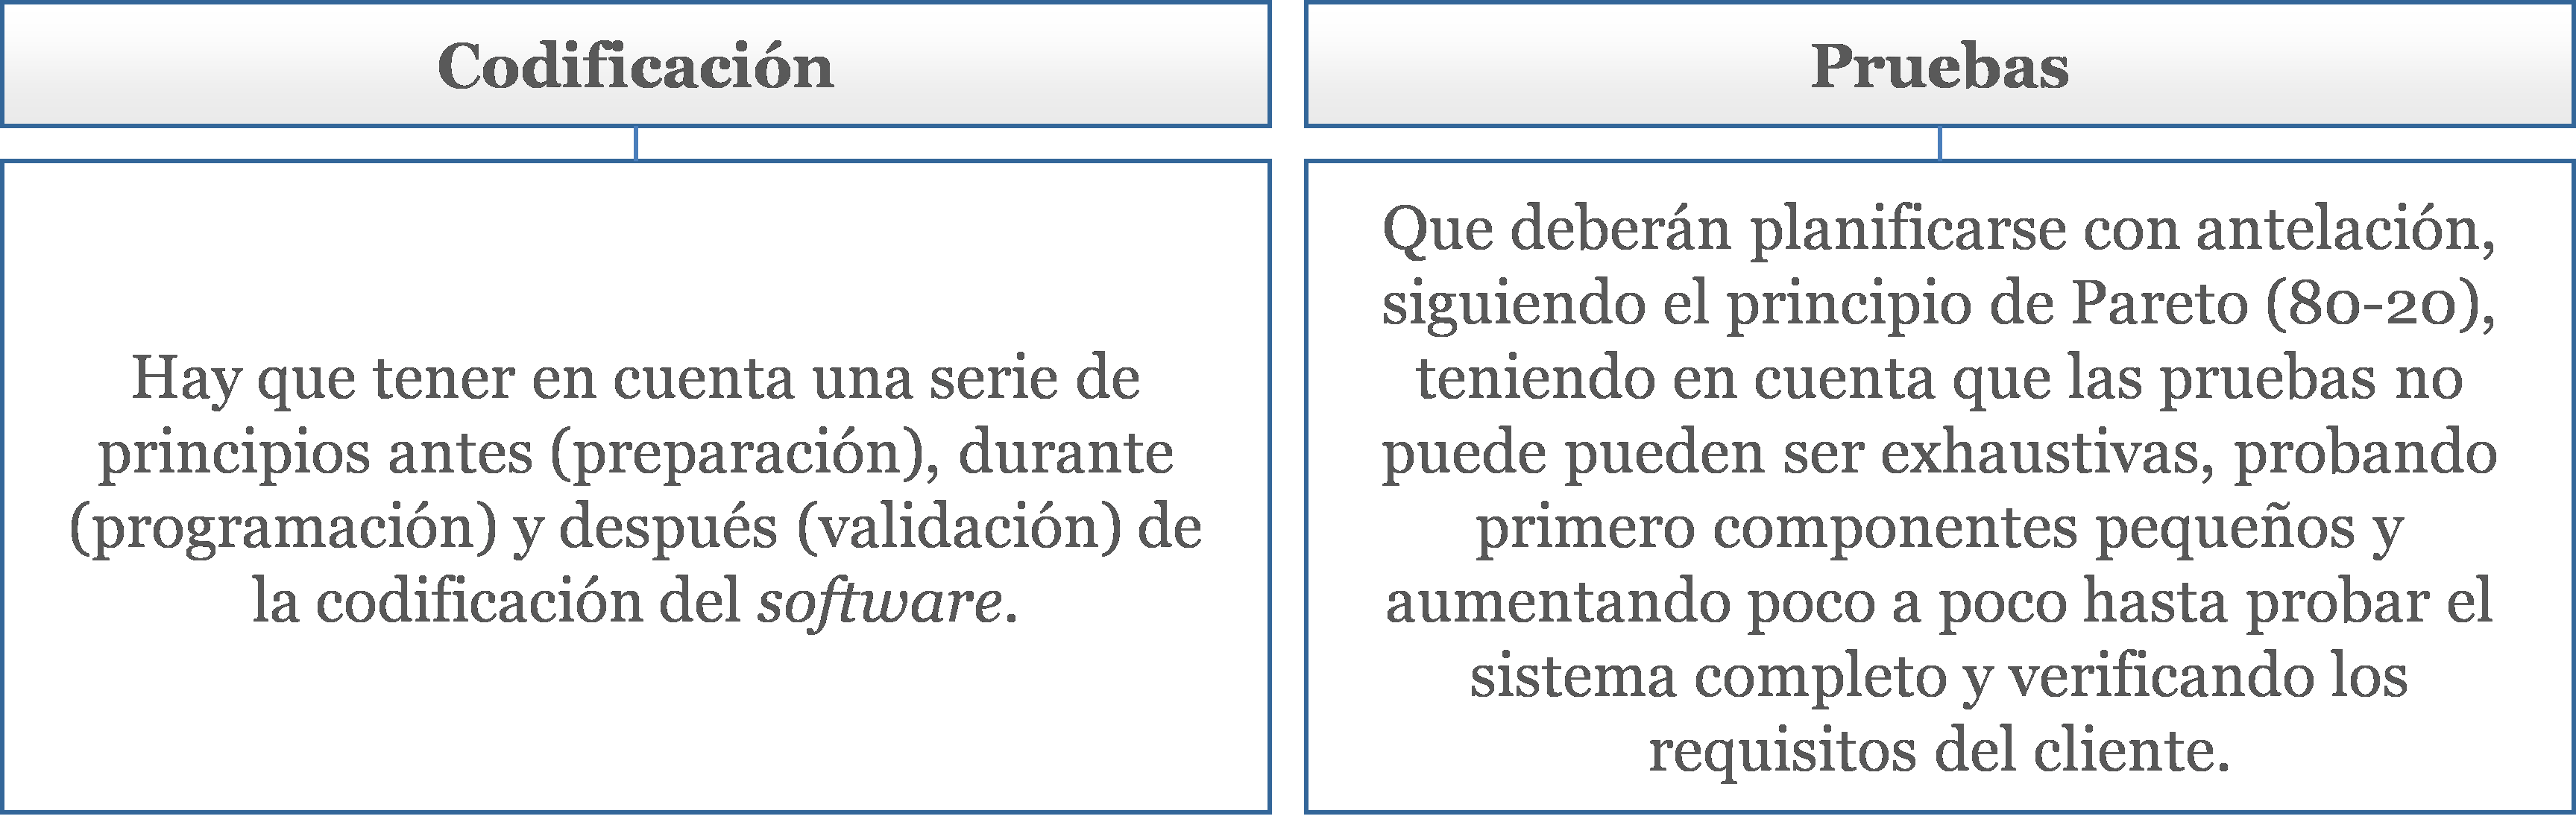 Codificación
Hay que tener en cuenta una serie de
principios antes (preparación), durante
(programación) y después (validación) de
la codificación del software.
Pruebas
Que deberán planificarse con antelación,
siguiendo el principio de Pareto (80-20),
teniendo en cuenta que las pruebas no
puede pueden ser exhaustivas, probando
primero componentes pequeños y
aumentando poco a poco hasta probar el
sistema completo y verificando los
requisitos del cliente.